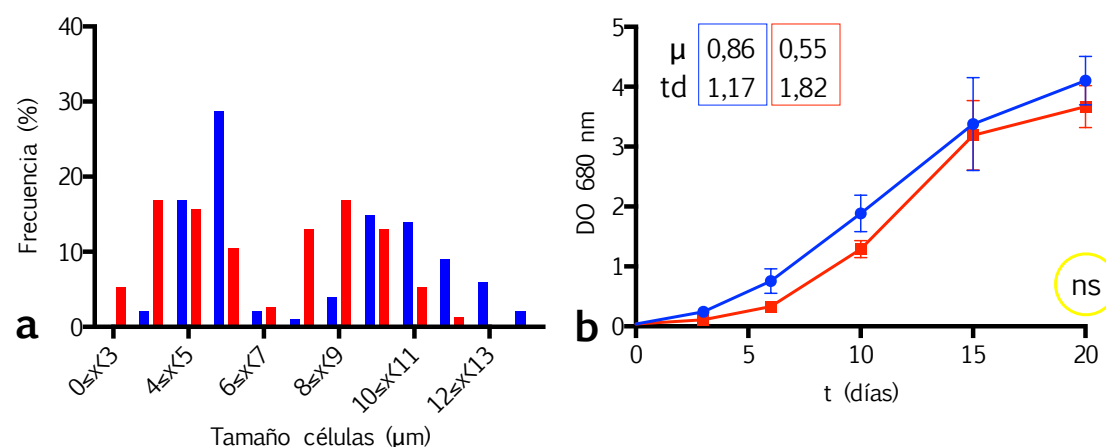 40
30
20
10
0
Frecuencia (%)
0≤x<3
4≤x<5
6≤x<7
8≤x<9
10≤x<11
12≤x<13
Tamaño células (µm)
a
µ 0,86 0,55
td 1,17 1,82
5
4
3
2
1
0
DO 680 nm
0 5 10 15 20
t (días)
ns
b